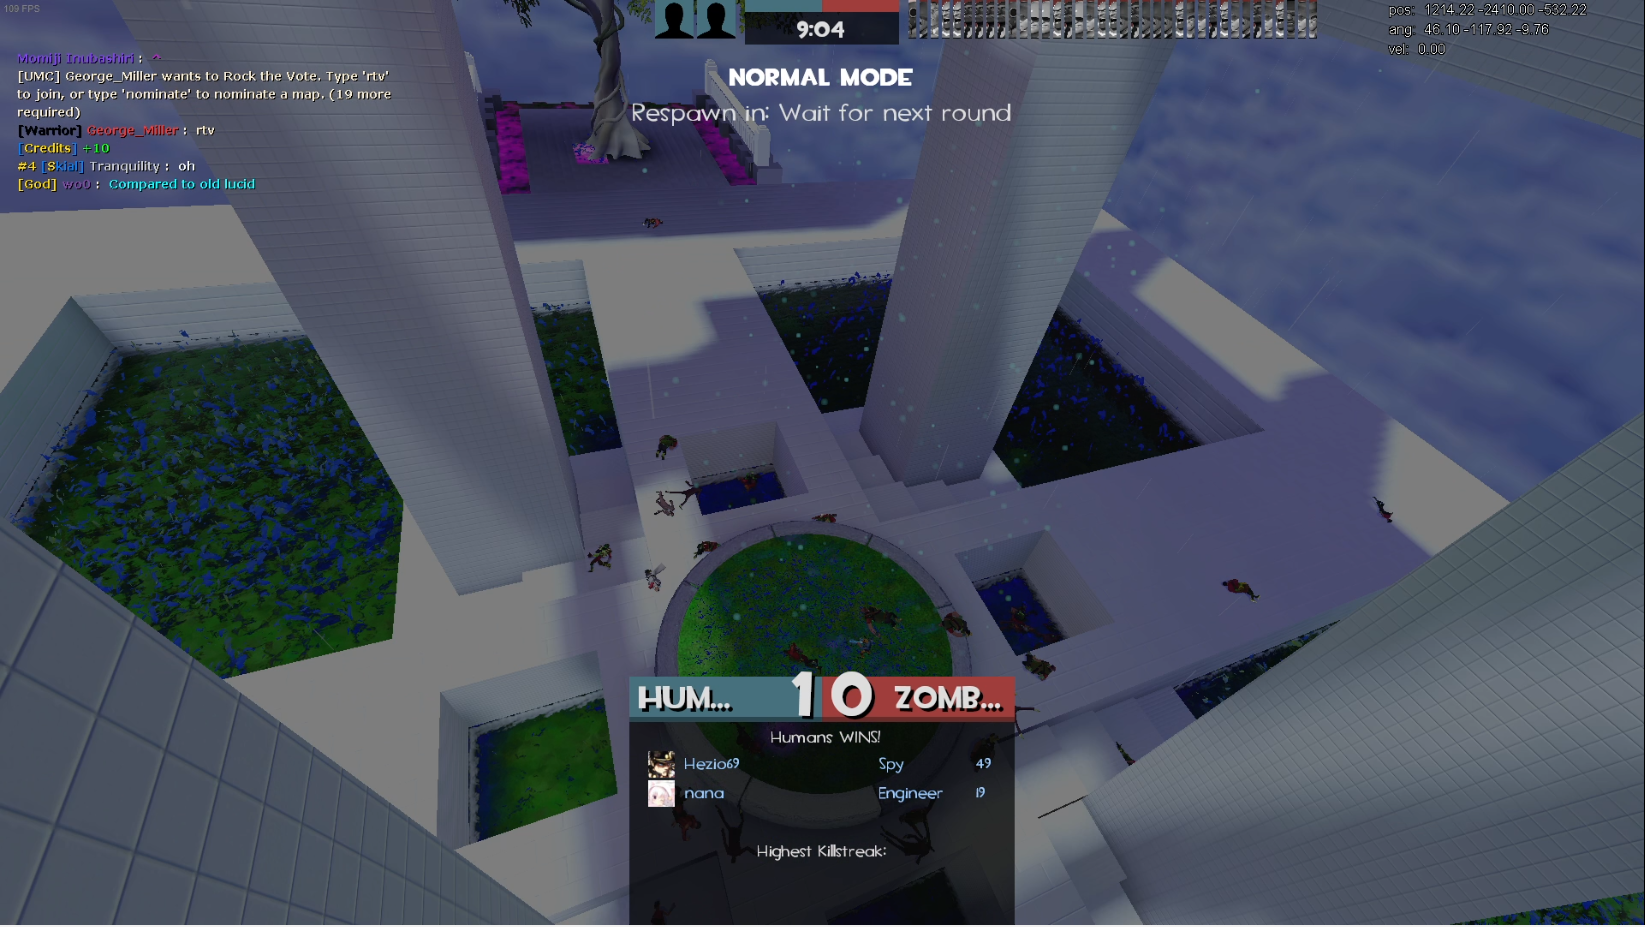 109 FPS
Momiji Inubashiri : ^^
[UMC] George_Miller wants to Rock the Vote. Type 'rtv'
to join, or type 'nominate' to nominate a map. (19 more
required)
[Warrior] George_Miller : rtv
[Credits] +10
#4 [Skial] Tranquility : oh
[God] wo0 : Compared to old lucid
9:04
NORMAL MODE
Respawn in: Wait for next round
pos: 1214.22 -2410.00 -532.22
ang: 46.10 -117.92 -9.76
vel: 0.00
HUM... 1 0 ZOMB...
Humans WINS!
Hezio69 Spy 49
nana Engineer 19
Highest Killstreak: